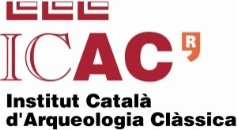 ICAC R
Institut Català
d'Arqueologia Clàssica